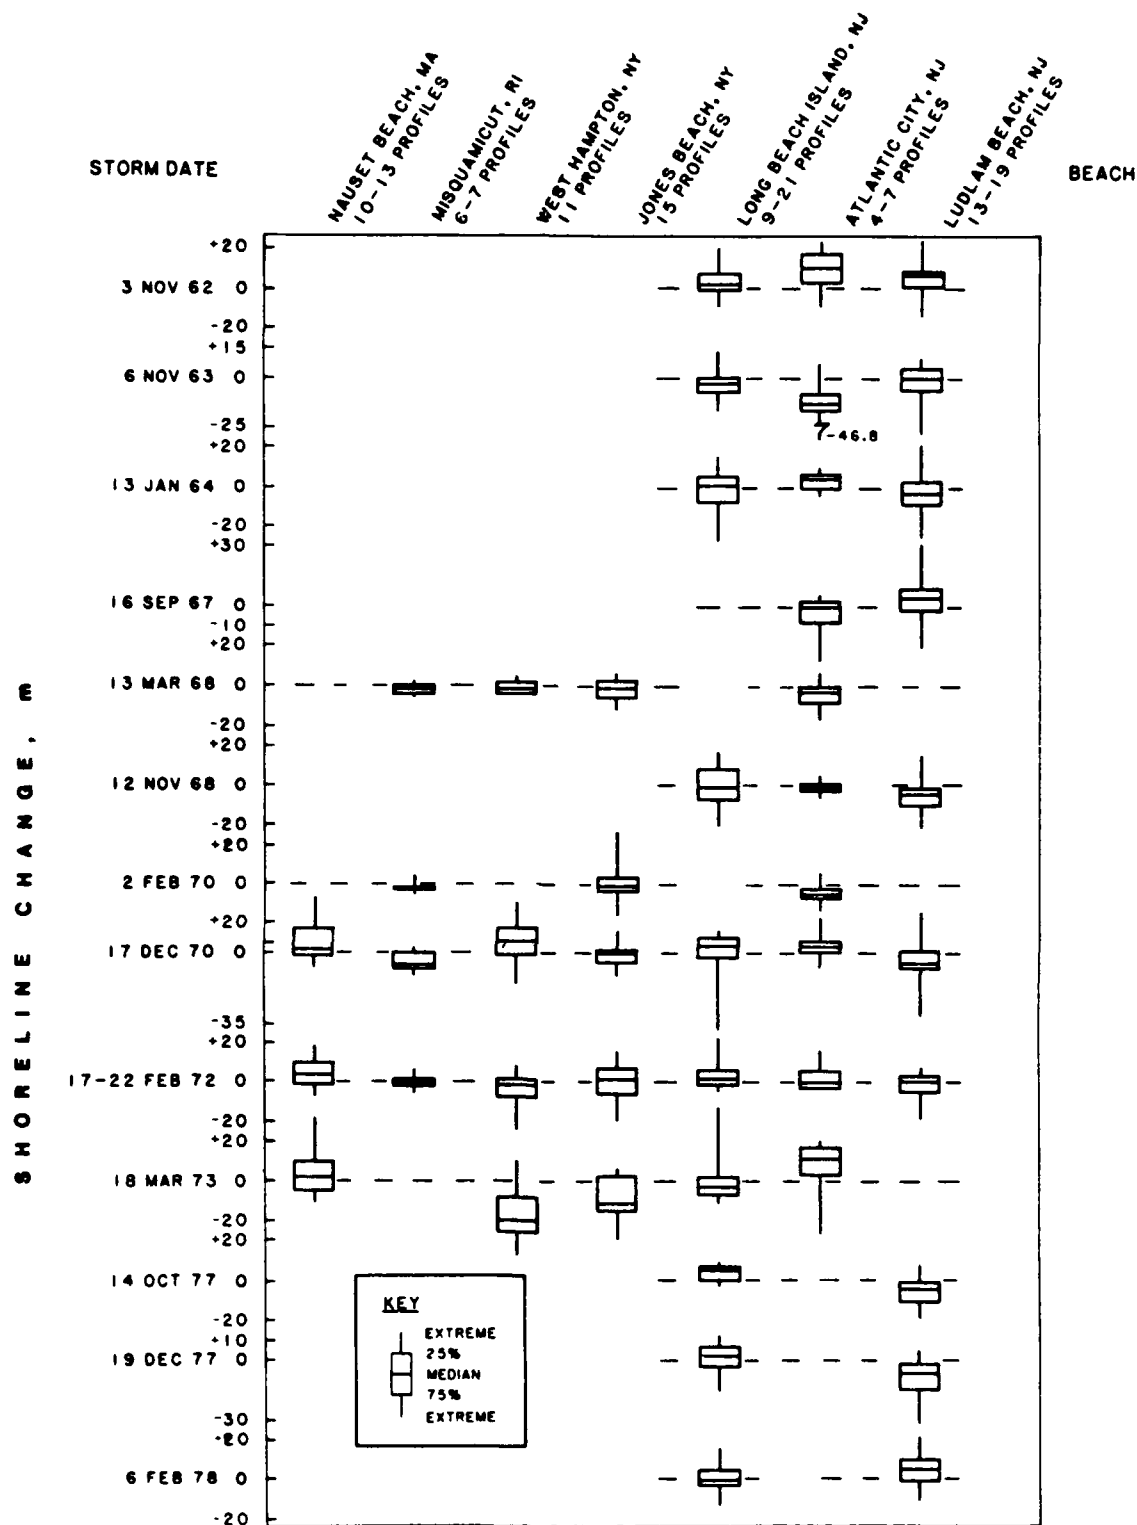 NAUSET BEACH, MA
10-13 PROFILES
MISQUAMICUT, RI
6-7 PROFILES
WEST HAMPTON, NY
11 PROFILES
JONES BEACH, NY
15 PROFILES
LONG BEACH ISLAND, NJ
9-21 PROFILES
ATLANTIC CITY, NJ
4-7 PROFILES
LUDLAM BEACH, NJ
13-19 PROFILES
STORM DATE
BEACH
SHORELINE CHANGE, m
+20
3 NOV 62 0
-20
+15
6 NOV 63 0
-25
-46.8
+20
13 JAN 64 0
-20
+30
16 SEP 67 0
-10
+20
13 MAR 68 0
-20
+20
12 NOV 68 0
-20
+20
2 FEB 70 0
+20
17 DEC 70 0
-35
+20
17-22 FEB 72 0
-20
+20
18 MAR 73 0
-20
+20
14 OCT 77 0
-20
+10
19 DEC 77 0
-30
6 FEB 78 0
-20
KEY
EXTREME
25%
MEDIAN
75%
EXTREME